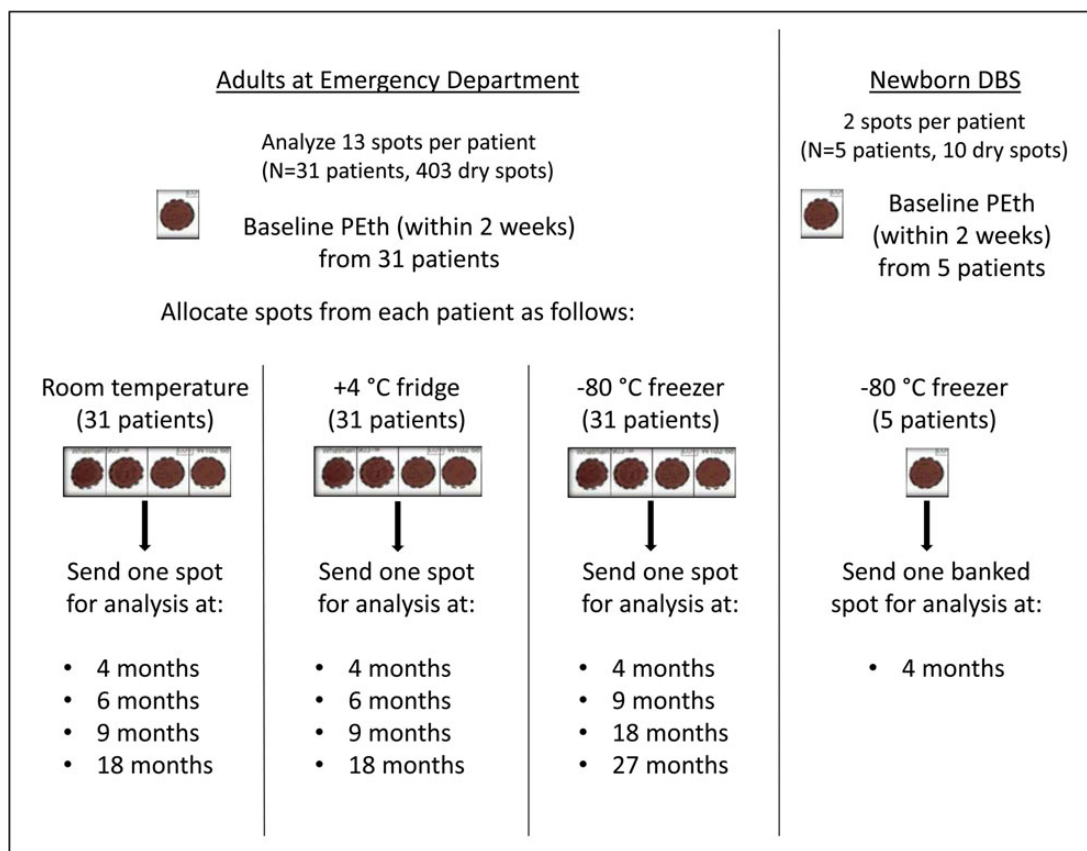 Adults at Emergency Department
Analyze 13 spots per patient
(N=31 patients, 403 dry spots)
Baseline PEth (within 2 weeks)
from 31 patients
Allocate spots from each patient as follows:
Room temperature
(31 patients)
Send one spot
for analysis at:
• 4 months
• 6 months
• 9 months
• 18 months
+4 °C fridge
(31 patients)
Send one spot
for analysis at:
• 4 months
• 6 months
• 9 months
• 18 months
-80 °C freezer
(31 patients)
Send one spot
for analysis at:
• 4 months
• 9 months
• 18 months
• 27 months
Newborn DBS
2 spots per patient
(N=5 patients, 10 dry spots)
Baseline PEth
(within 2 weeks)
from 5 patients
-80 °C freezer
(5 patients)
Send one banked
spot for analysis at:
• 4 months